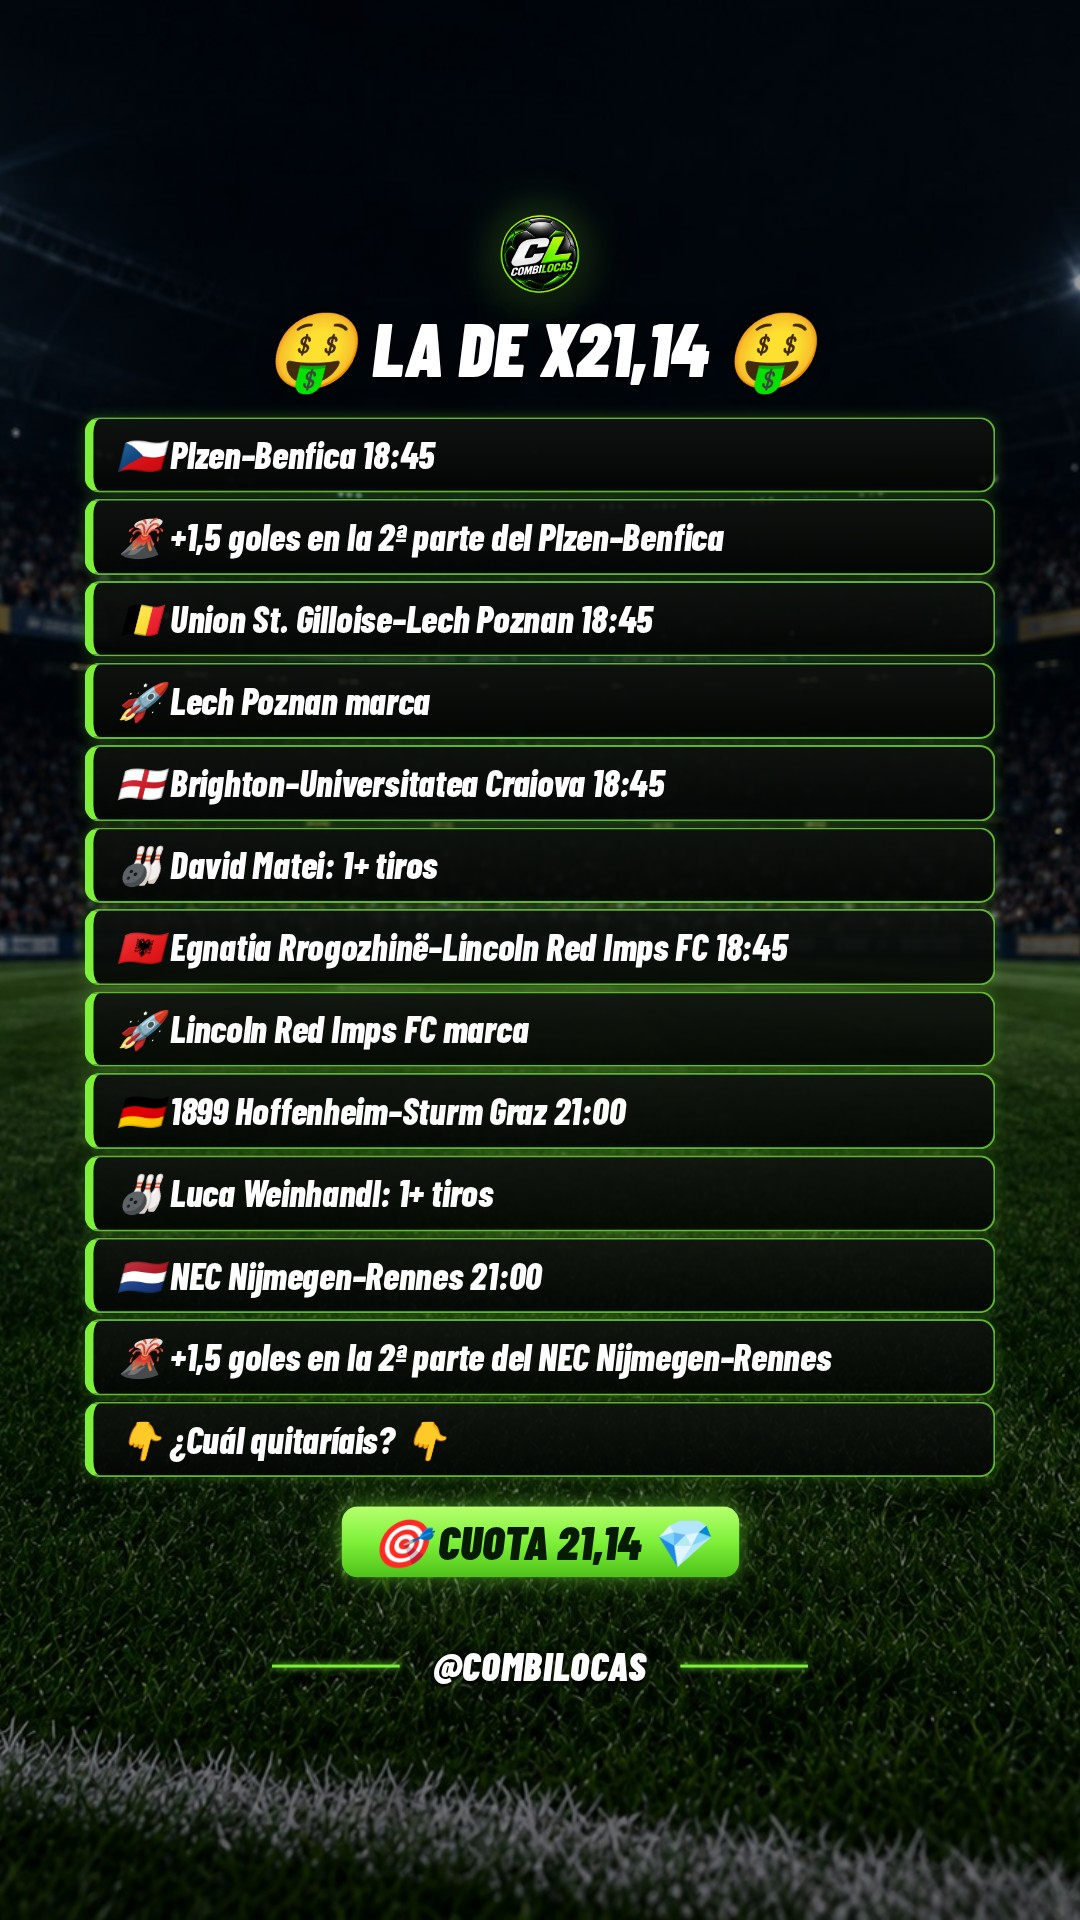 CL
COMBILOCAS
🤑 LA DE X21,14 🤑
🇨🇿 Plzen-Benfica 18:45
🌋 +1,5 goles en la 2ª parte del Plzen-Benfica
🇧🇪 Union St. Gilloise-Lech Poznan 18:45
🚀 Lech Poznan marca
🏴󠁧󠁢󠁥󠁮󠁧󠁿 Brighton-Universitatea Craiova 18:45
🎳 David Matei: 1+ tiros
🇦🇱 Egnatia Rrogozhinë-Lincoln Red Imps FC 18:45
🚀 Lincoln Red Imps FC marca
🇩🇪 1899 Hoffenheim-Sturm Graz 21:00
🎳 Luca Weinhandl: 1+ tiros
🇳🇱 NEC Nijmegen-Rennes 21:00
🌋 +1,5 goles en la 2ª parte del NEC Nijmegen-Rennes
👇 ¿Cuál quitaríais? 👇
🎯 CUOTA 21,14 💎
@COMBILOCAS